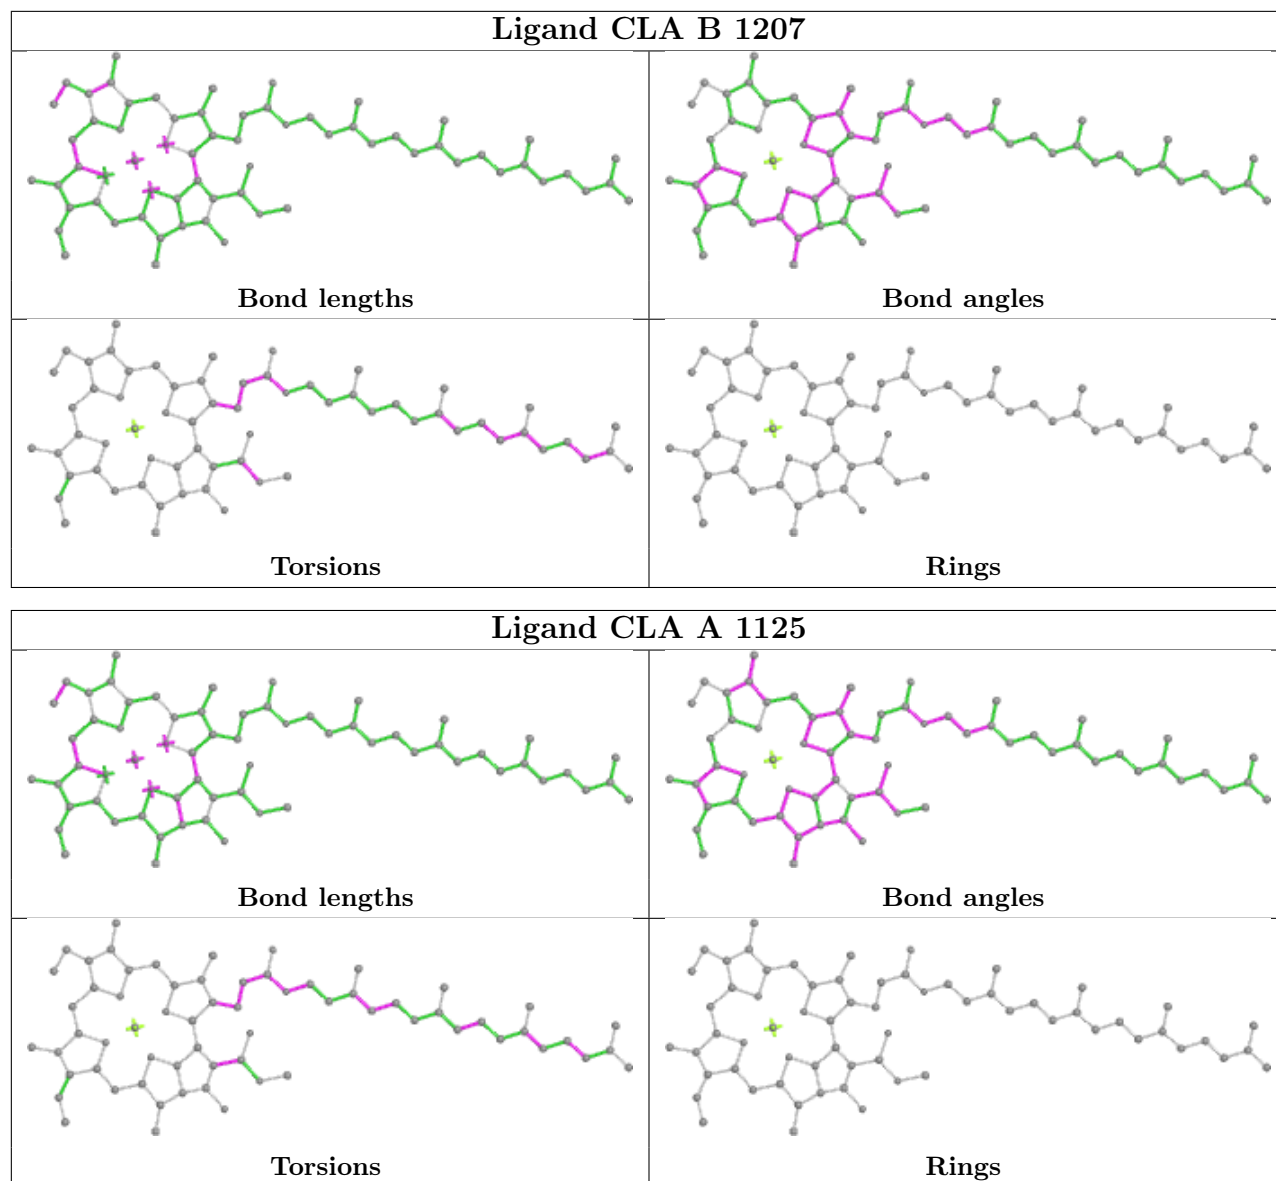 Ligand CLA B 1207
Bond lengths
Bond angles
Torsions
Rings
Ligand CLA A 1125
Bond lengths
Bond angles
Torsions
Rings